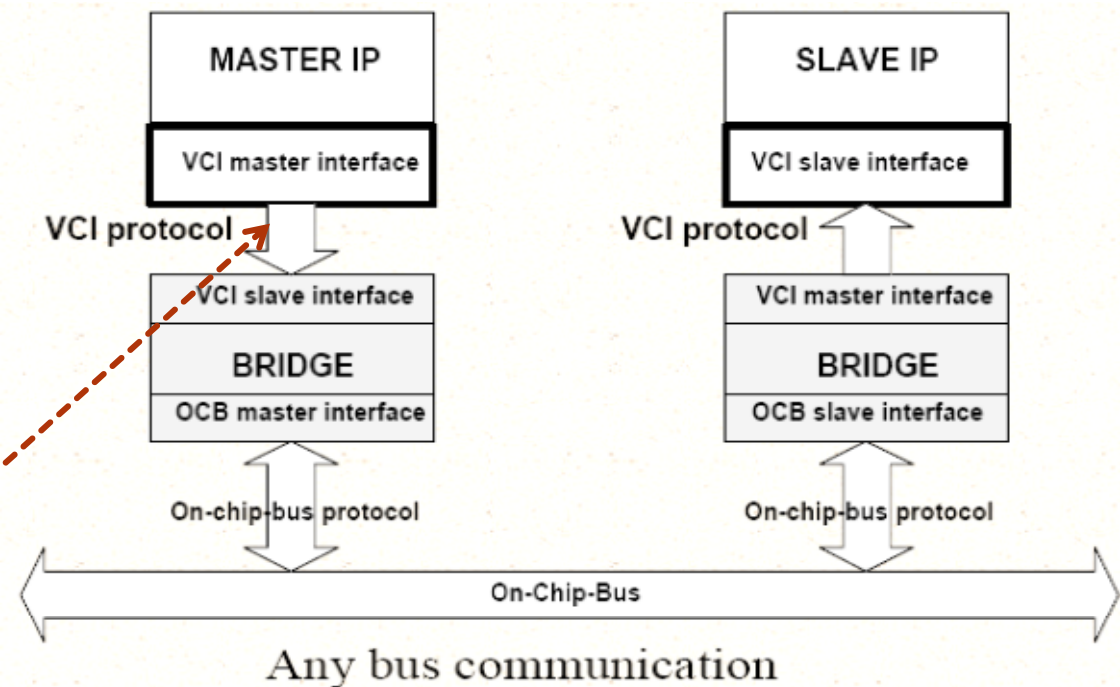 MASTER IP
SLAVE IP
VCI master interface
VCI slave interface
VCI protocol
VCI protocol
VCI slave interface
VCI master interface
BRIDGE
BRIDGE
OCB master interface
OCB slave interface
On-chip-bus protocol
On-chip-bus protocol
On-Chip-Bus
Any bus communication